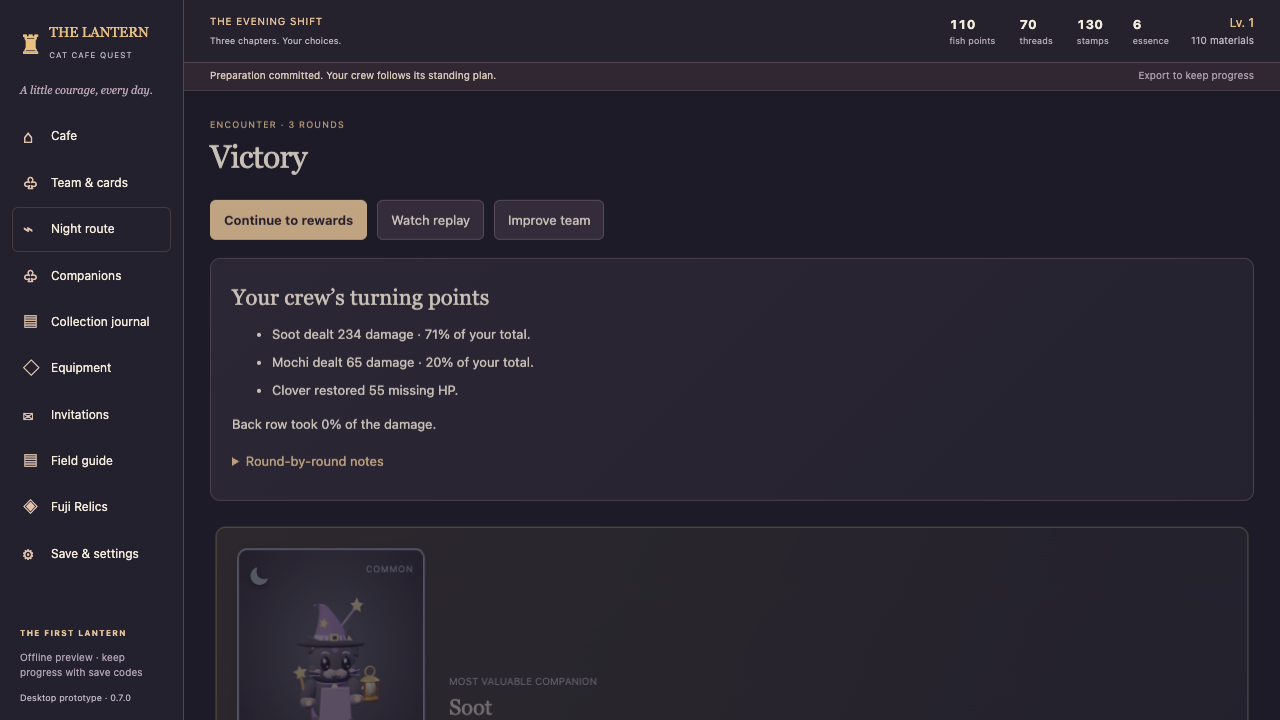 THE LANTERN
CAT CAFE QUEST
A little courage, every day.
Cafe
Team & cards
Night route
Companions
Collection journal
Equipment
Invitations
Field guide
Fuji Relics
Save & settings
THE FIRST LANTERN
Offline preview · keep
progress with save codes
Desktop prototype · 0.7.0
THE EVENING SHIFT
Three chapters. Your choices.
110
fish points
70
threads
130
stamps
6
essence
Lv. 1
110 materials
Preparation committed. Your crew follows its standing plan.
Export to keep progress
ENCOUNTER · 3 ROUNDS
Victory
Continue to rewards
Watch replay
Improve team
Your crew’s turning points
• Soot dealt 234 damage · 71% of your total.
• Mochi dealt 65 damage · 20% of your total.
• Clover restored 55 missing HP.
Back row took 0% of the damage.
Round-by-round notes
COMMON
MOST VALUABLE COMPANION
Soot